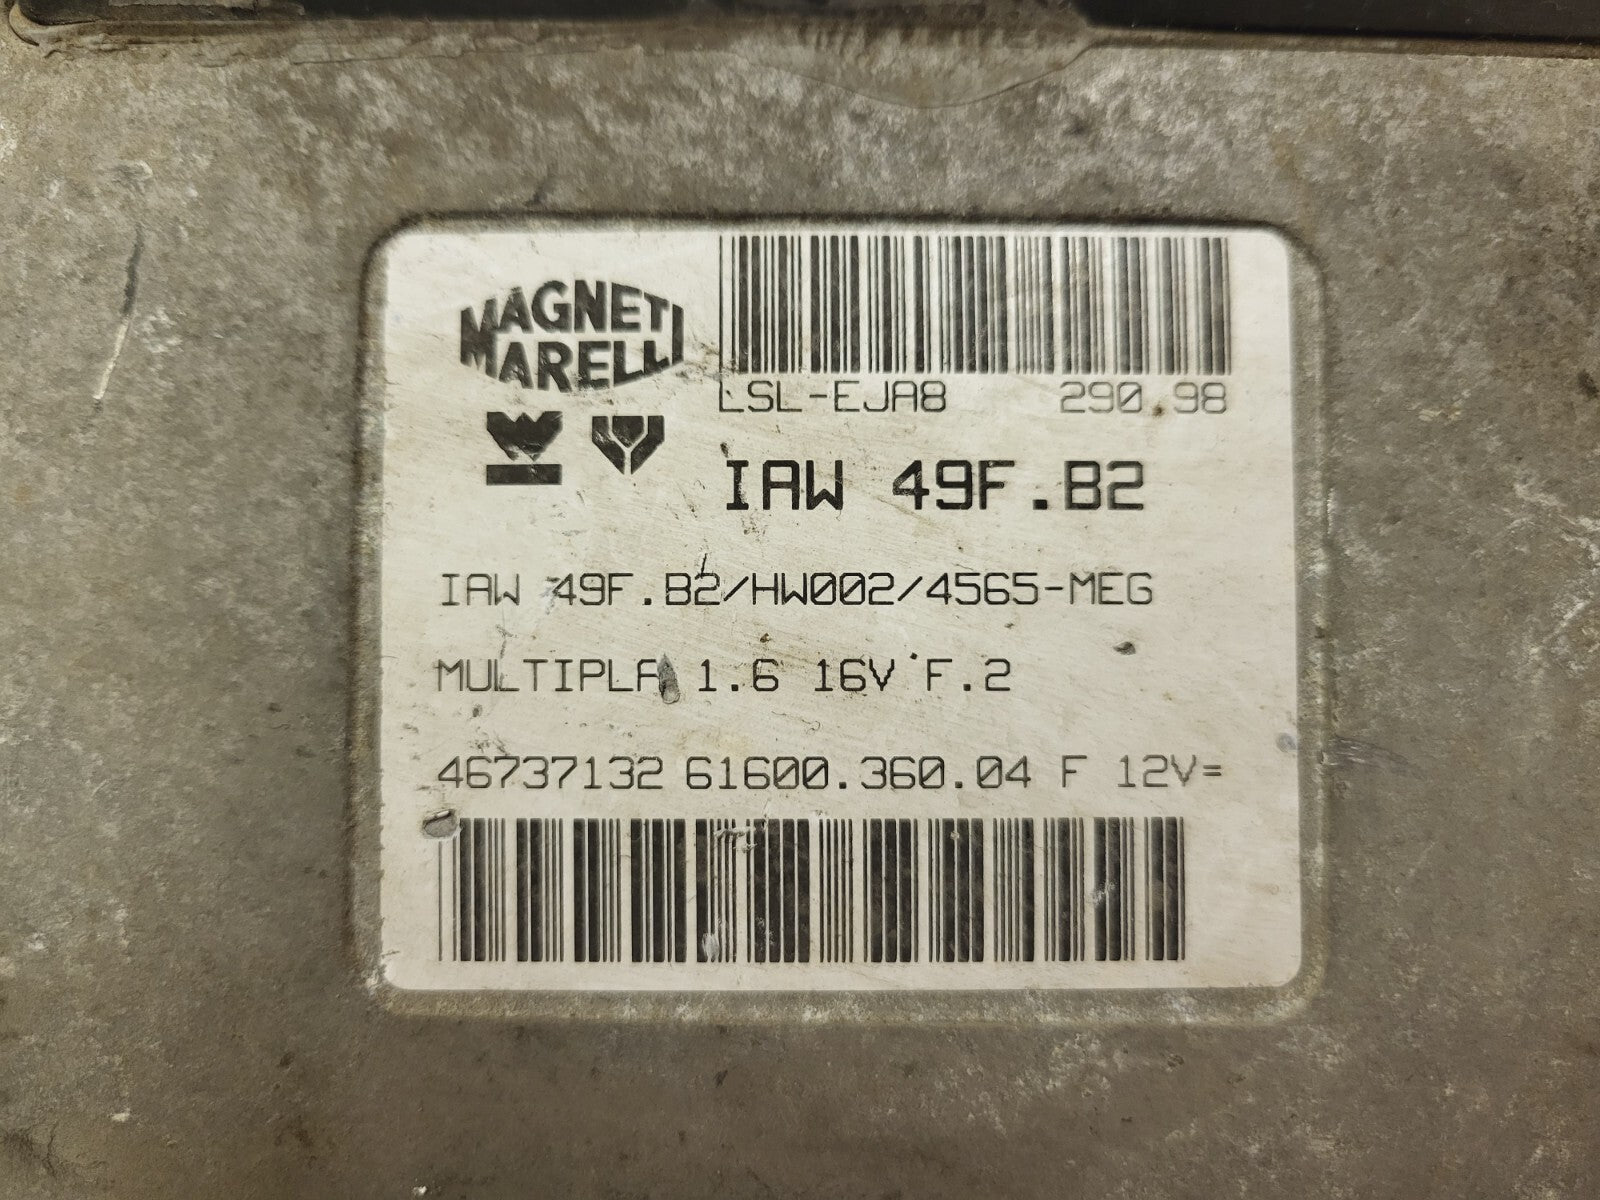 MAGNETI
MARELLI
LSL-EJA8 290.98
IAW 49F.B2
IAW 49F.B2/HW002/4565-MEG
MULTIPLA 1.6 16V F.2
46737132 61600.360.04 F 12V=